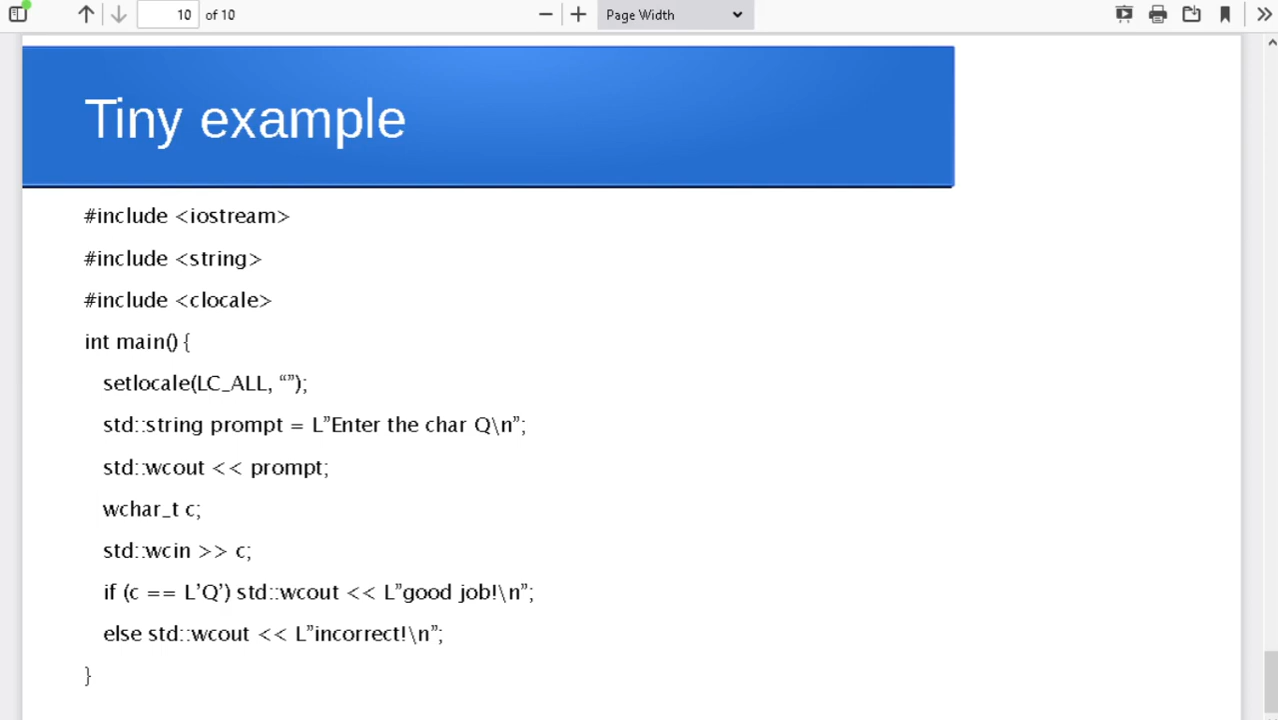 10 of 10
Page Width
Tiny example
#include <iostream>
#include <string>
#include <clocale>
int main() {
setlocale(LC_ALL, “”);
std::string prompt = L”Enter the char Q\n”;
std::wcout << prompt;
wchar_t c;
std::wcin >> c;
if (c == L’Q’) std::wcout << L”good job!\n”;
else std::wcout << L”incorrect!\n”;
}